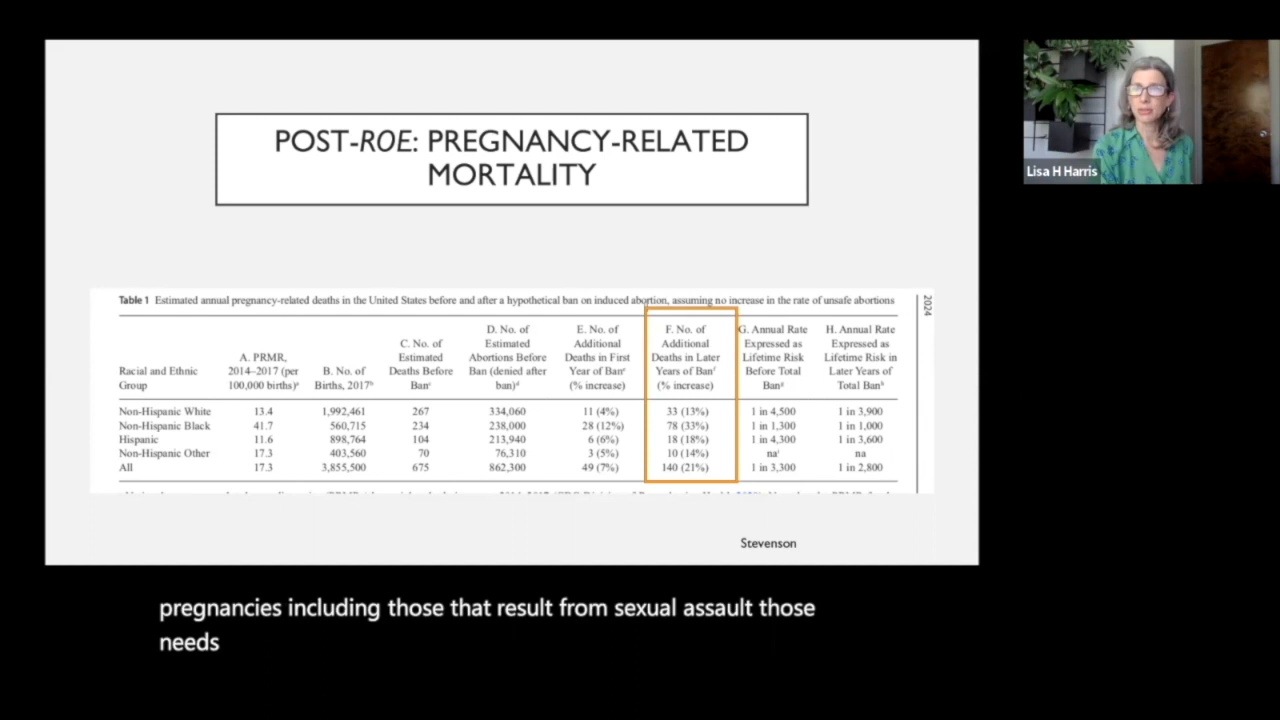 POST-ROE: PREGNANCY-RELATED
MORTALITY
Table 1 Estimated annual pregnancy-related deaths in the United States before and after a hypothetical ban on induced abortion, assuming no increase in the rate of unsafe abortions
2024
Racial and Ethnic
Group
A. PRMR,
2014–2017 (per
100,000 births)ᵃ
B. No. of
Births, 2017ᵇ
C. No. of
Estimated
Deaths Before
Banᶜ
D. No. of
Estimated
Abortions Before
Ban (denied after
ban)ᵈ
E. No. of
Additional
Deaths in First
Year of Banᵉ
(% increase)
F. No. of
Additional
Deaths in Later
Years of Banᶠ
(% increase)
G. Annual Rate
Expressed as
Lifetime Risk
Before Total
Banᵍ
H. Annual Rate
Expressed as
Lifetime Risk in
Later Years of
Total Banʰ
Non-Hispanic White 13.4 1,992,461 267 334,060 11 (4%) 33 (13%) 1 in 4,500 1 in 3,900
Non-Hispanic Black 41.7 560,715 234 238,000 28 (12%) 78 (33%) 1 in 1,300 1 in 1,000
Hispanic 11.6 898,764 104 213,940 6 (6%) 18 (18%) 1 in 4,300 1 in 3,600
Non-Hispanic Other 17.3 403,560 70 76,310 3 (5%) 10 (14%) naⁱ na
All 17.3 3,855,500 675 862,300 49 (7%) 140 (21%) 1 in 3,300 1 in 2,800
Stevenson
Lisa H Harris
pregnancies including those that result from sexual assault those
needs